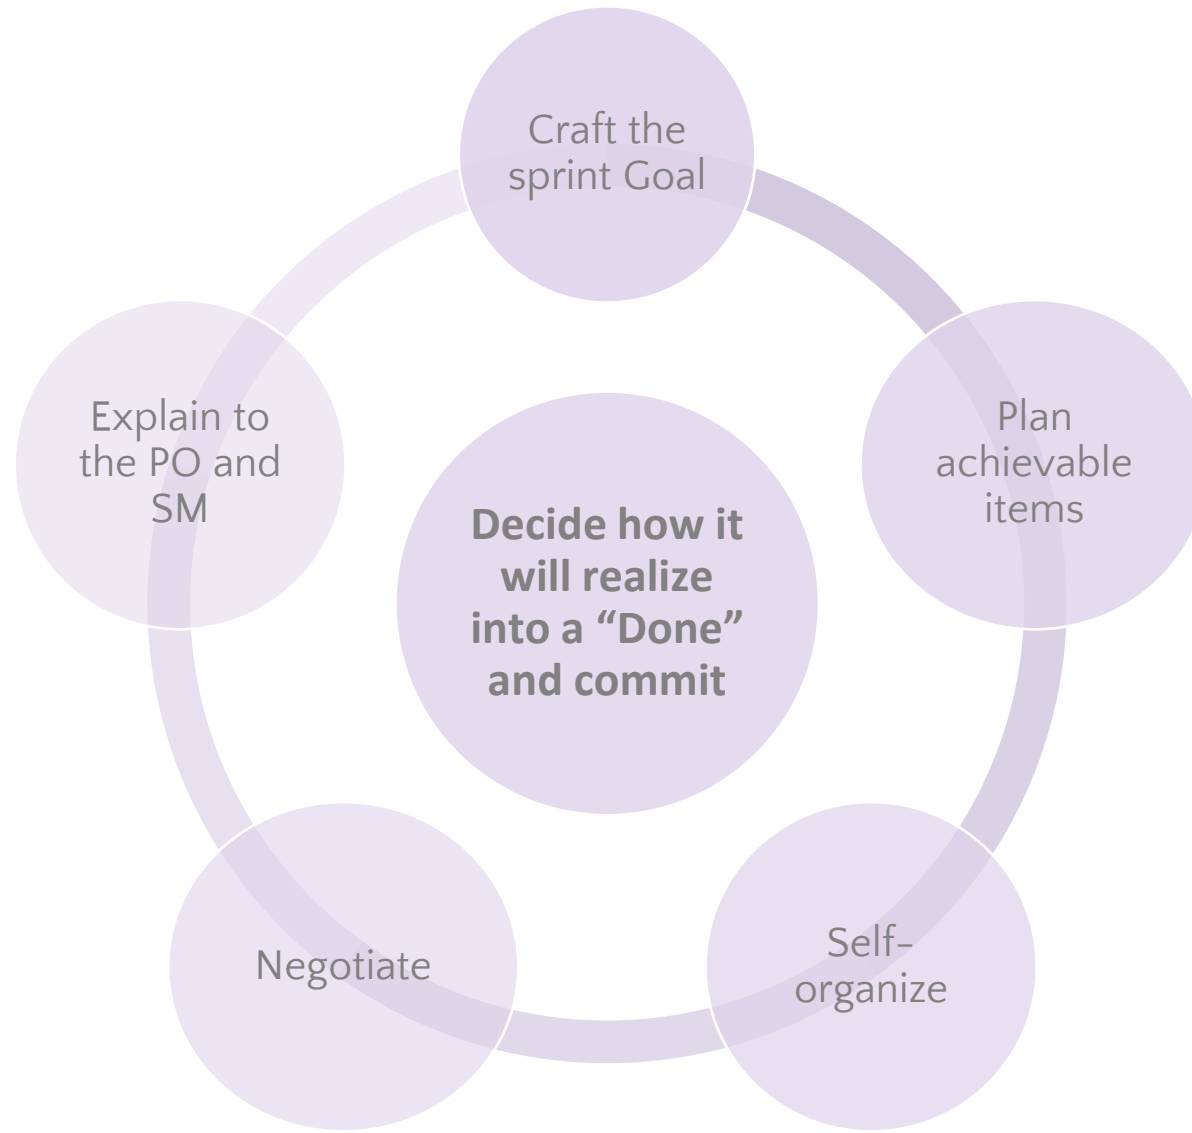 Craft the
sprint Goal
Plan
achievable
items
Self-
organize
Negotiate
Explain to
the PO and
SM
Decide how it
will realize
into a “Done”
and commit